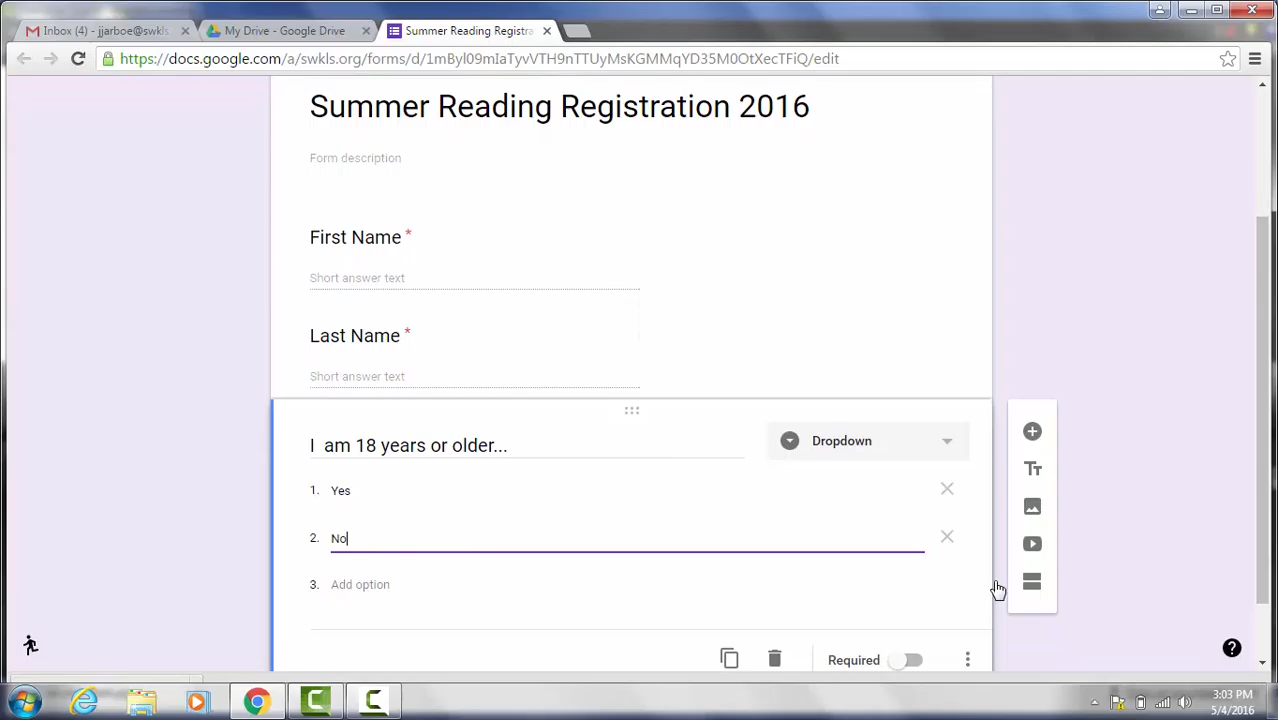 Inbox (4) - jjarboe@swkls
My Drive - Google Drive
Summer Reading Registra
https://docs.google.com/a/swkls.org/forms/d/1mByl09mIaTyvVTH9nTTUyMsKGMMqYD35M0OtXecTFiQ/edit
Summer Reading Registration 2016
Form description
First Name *
Short answer text
Last Name *
Short answer text
I am 18 years or older...
Dropdown
1. Yes
2. No
3. Add option
Tт
Required
3:03 PM
5/4/2016